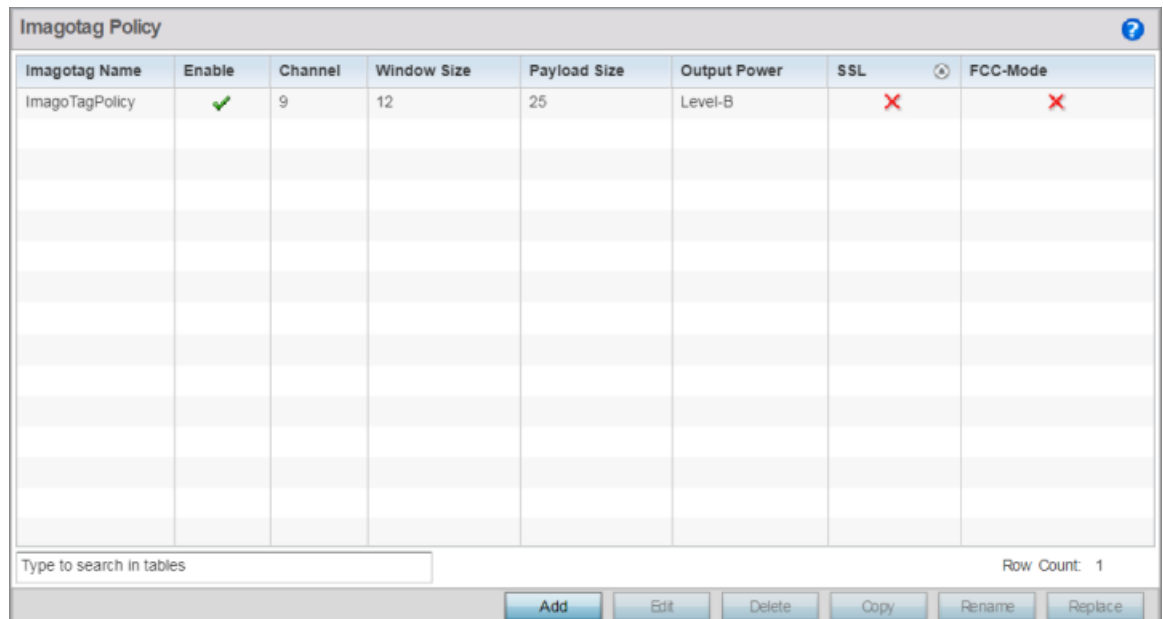 Imagotag Policy
Imagotag Name Enable Channel Window Size Payload Size Output Power SSL FCC-Mode
ImagoTagPolicy 9 12 25 Level-B
Type to search in tables Row Count: 1
Add Edit Delete Copy Rename Replace